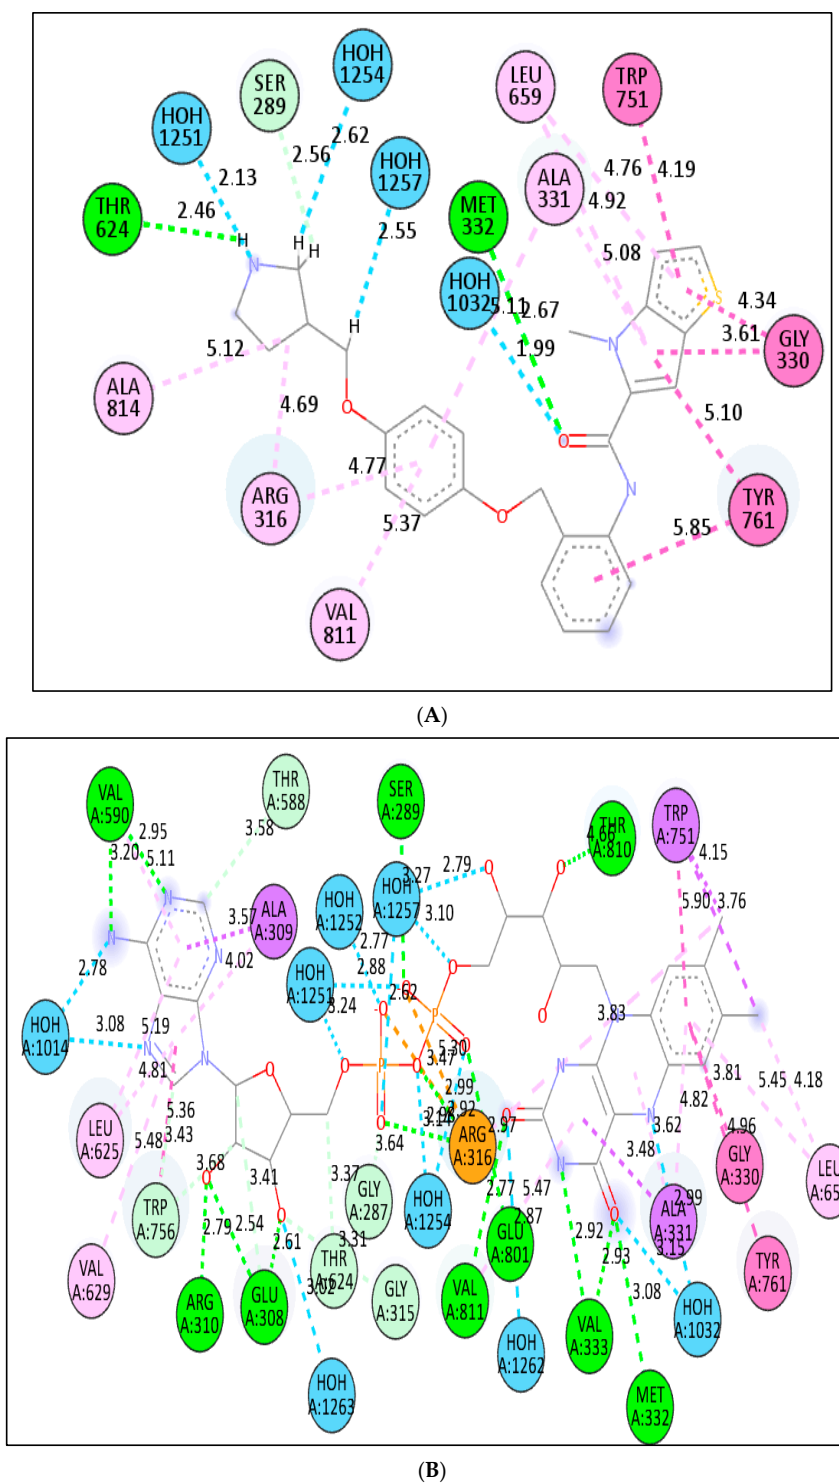 HOH
1254
SER
289
HOH
1251
HOH
1257
THR
624
2.13
2.46
2.56
2.62
2.55
LEU
659
TRP
751
ALA
331
MET
332
HOH
1032
4.76
4.92
4.19
5.08
5.11
2.67
1.99
4.34
3.61
GLY
330
N
H
H
H
H
S
N
O
O
N
O
5.12
4.69
ALA
814
ARG
316
4.77
5.37
5.10
5.85
TYR
761
VAL
811
(A)
VAL
A:590
THR
A:588
SER
A:289
THR
A:810
TRP
A:751
2.95
3.20
5.11
3.58
4.66
4.15
3.27
2.79
HOH
A:1257
HOH
A:1252
ALA
A:309
3.57
4.02
2.77
2.88
3.10
5.90
3.76
HOH
A:1251
3.24
2.62
2.78
HOH
A:1014
3.08
5.19
4.81
3.83
5.30
3.47
2.99
2.92
3.14
3.81
5.45
4.18
4.82
LEU
A:625
5.36
5.48
3.43
ARG
A:316
2.97
3.62
4.96
GLY
A:330
3.48
3.64
3.68
3.41
3.37
GLY
A:287
HOH
A:1254
2.77
5.47
2.87
2.99
ALA
A:331
3.15
TRP
A:756
2.79
2.54
2.61
3.31
3.02
THR
A:624
GLU
A:801
2.92
2.93
3.08
TYR
A:761
VAL
A:629
ARG
A:310
GLU
A:308
GLY
A:315
VAL
A:811
VAL
A:333
HOH
A:1032
HOH
A:1263
HOH
A:1262
MET
A:332
(B)